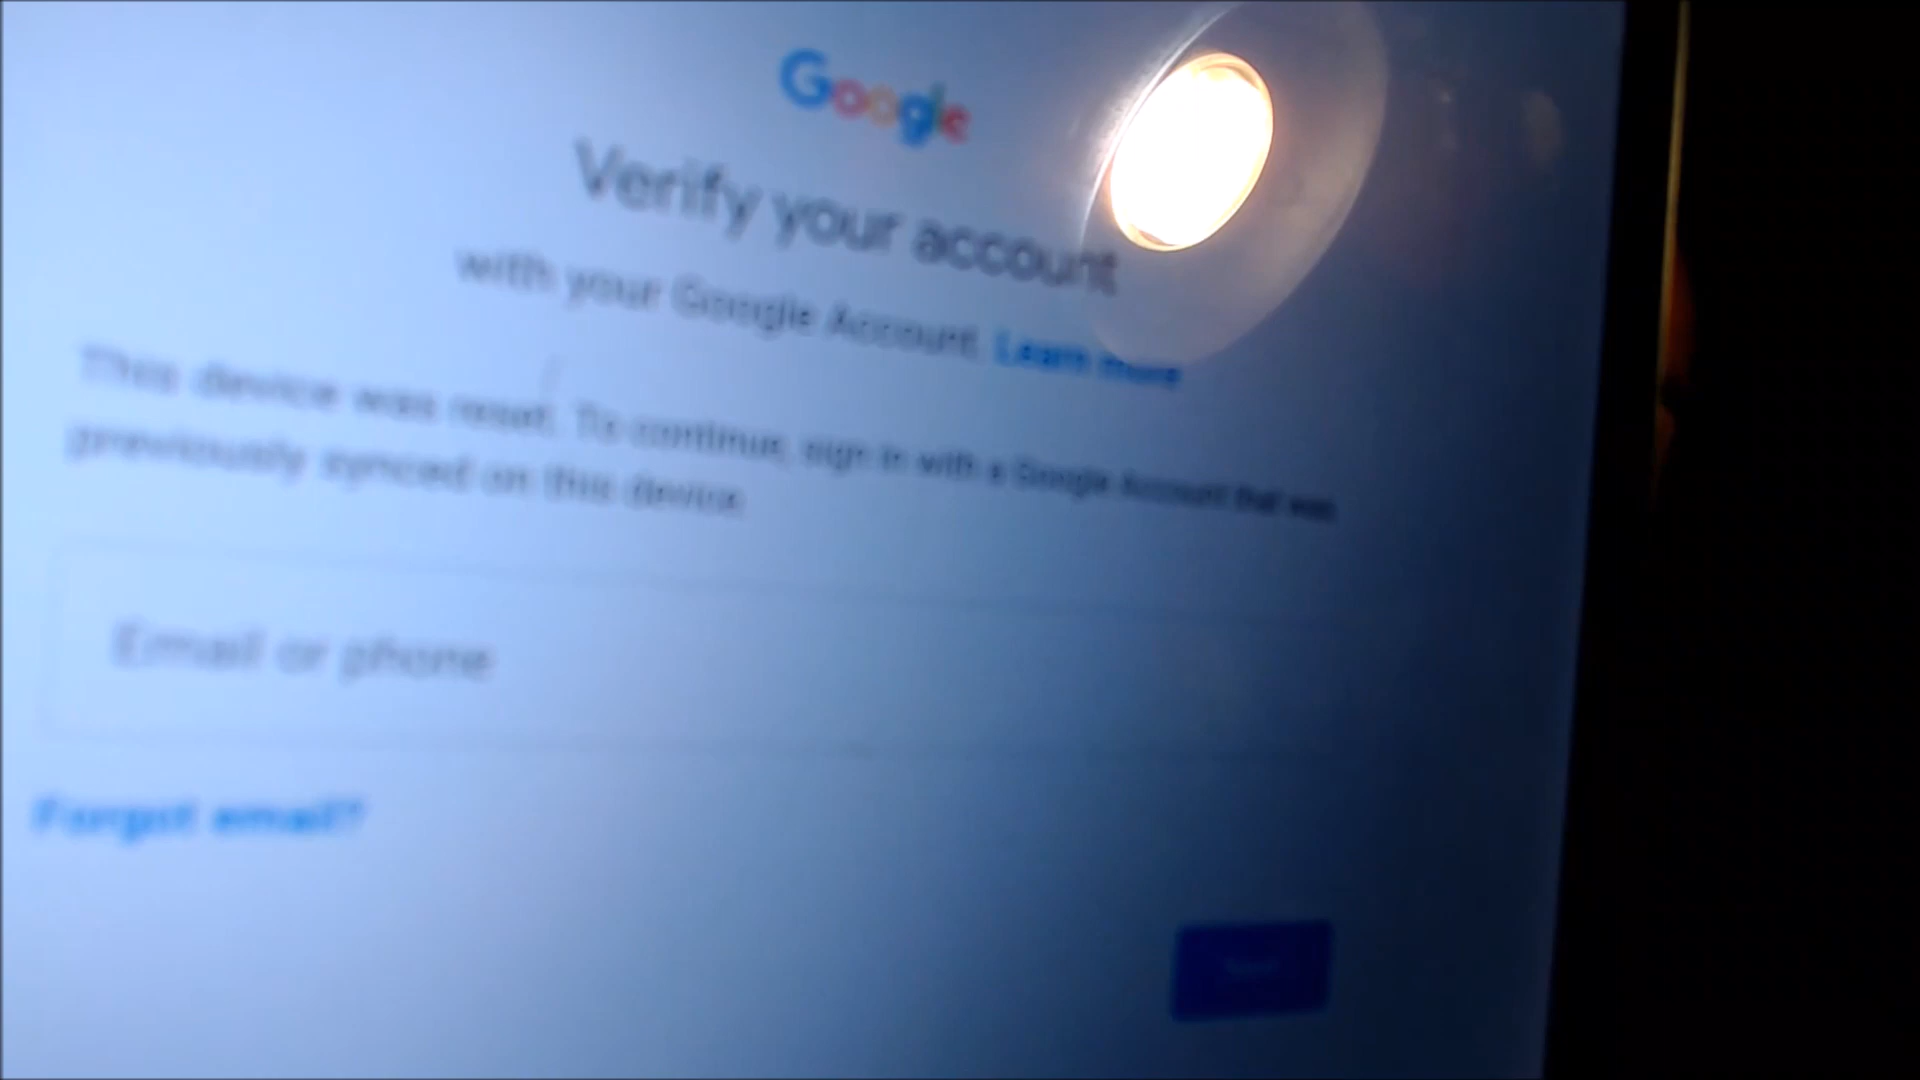 Google
Verify your account
with your Google Account. Learn more
This device was reset. To continue, sign in with a Google Account that was
previously synced on this device.
Email or phone
Forgot email?